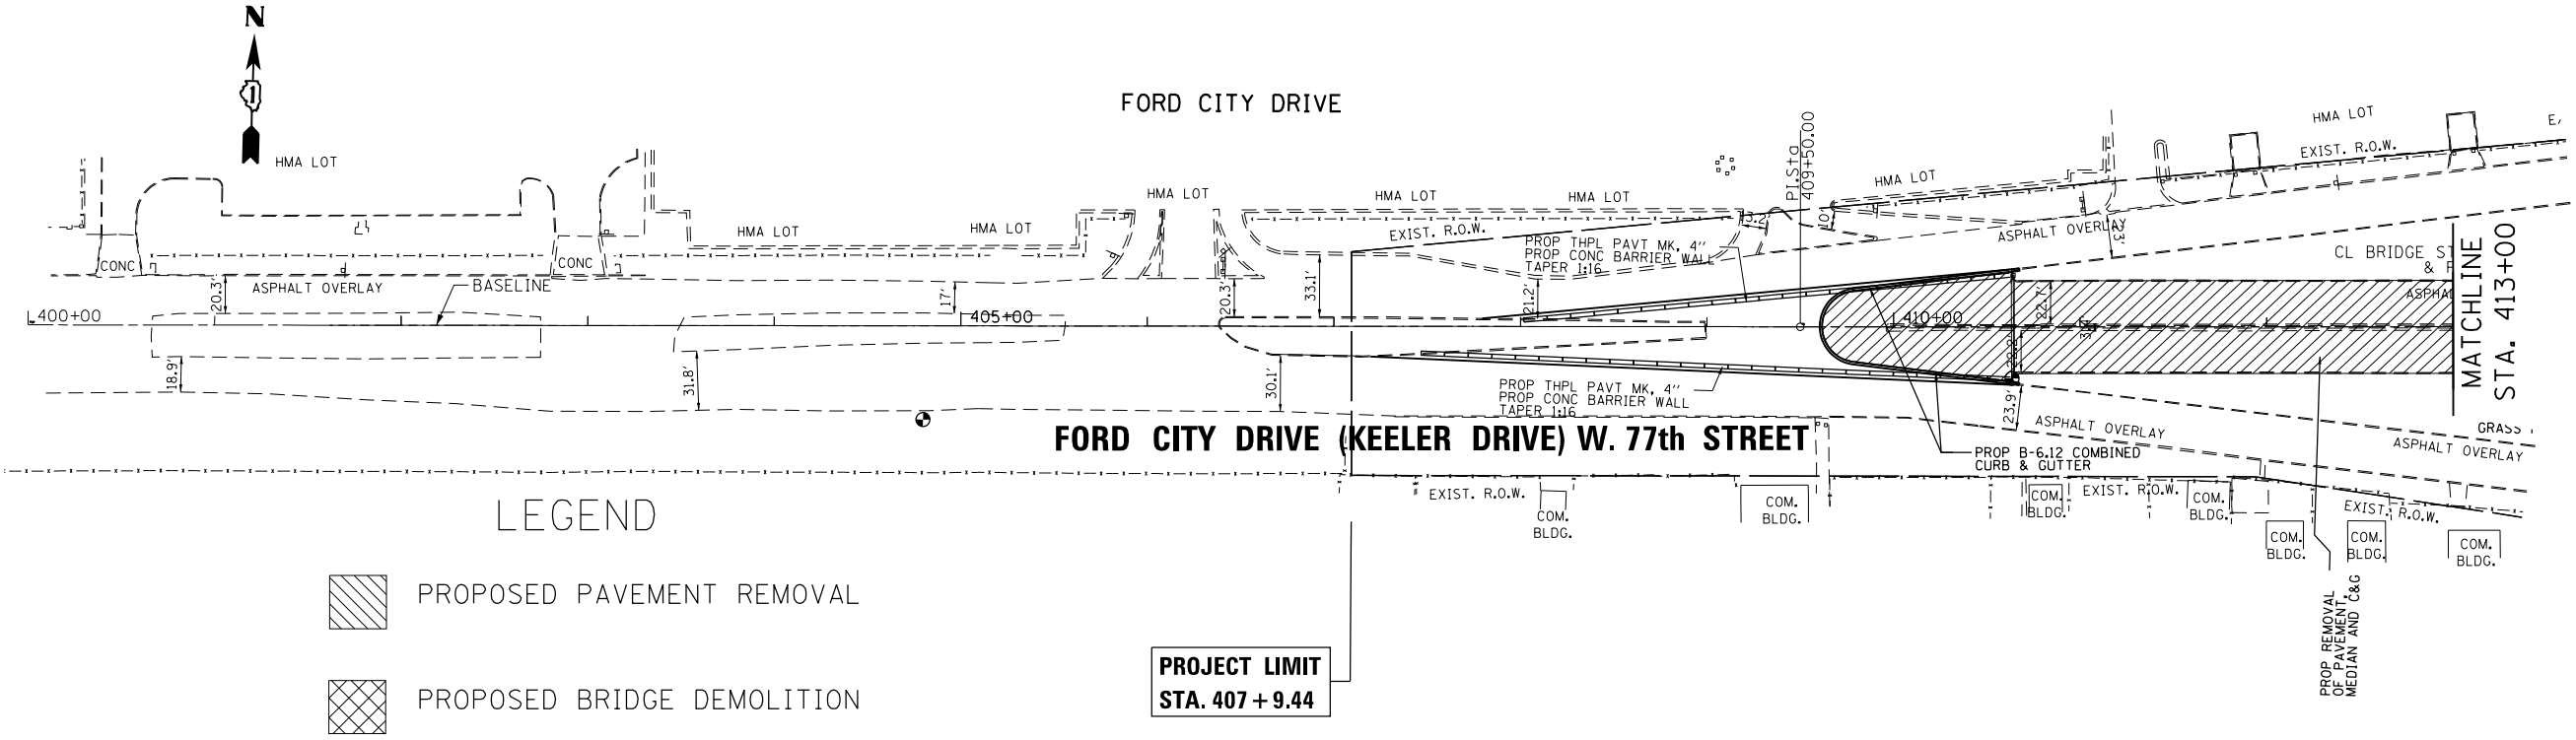 N
FORD CITY DRIVE
HMA LOT
HMA LOT
HMA LOT
HMA LOT
HMA LOT
HMA LOT
HMA LOT
HMA LOT
EXIST. R.O.W.
EXIST. R.O.W.
P.I.Sta
409+50.00
3.2'
10'
ASPHALT OVERLAY
CONC
CONC
PROP THPL PAVT MK, 4''
PROP CONC BARRIER WALL
TAPER 1:16
CL BRIDGE ST
MATCHLINE
STA. 413+00
20.3'
ASPHALT OVERLAY
BASELINE
17'
20.3'
33.1'
21.2'
22.7'
400+00
405+00
410+00
18.9'
31.8'
30.1'
PROP THPL PAVT MK, 4''
PROP CONC BARRIER WALL
TAPER 1:16
23.9'
ASPHALT OVERLAY
GRASS
ASPHALT OVERLAY
FORD CITY DRIVE (KEELER DRIVE) W. 77th STREET
PROP B-6.12 COMBINED
CURB & GUTTER
EXIST. R.O.W.
EXIST. R.O.W.
EXIST. R.O.W.
COM.
BLDG.
COM.
BLDG.
COM.
BLDG.
COM.
BLDG.
COM.
BLDG.
COM.
BLDG.
COM.
BLDG.
PROP REMOVAL
OF PAVEMENT,
MEDIAN AND C&G
LEGEND
PROPOSED PAVEMENT REMOVAL
PROPOSED BRIDGE DEMOLITION
PROJECT LIMIT
STA. 407+9.44